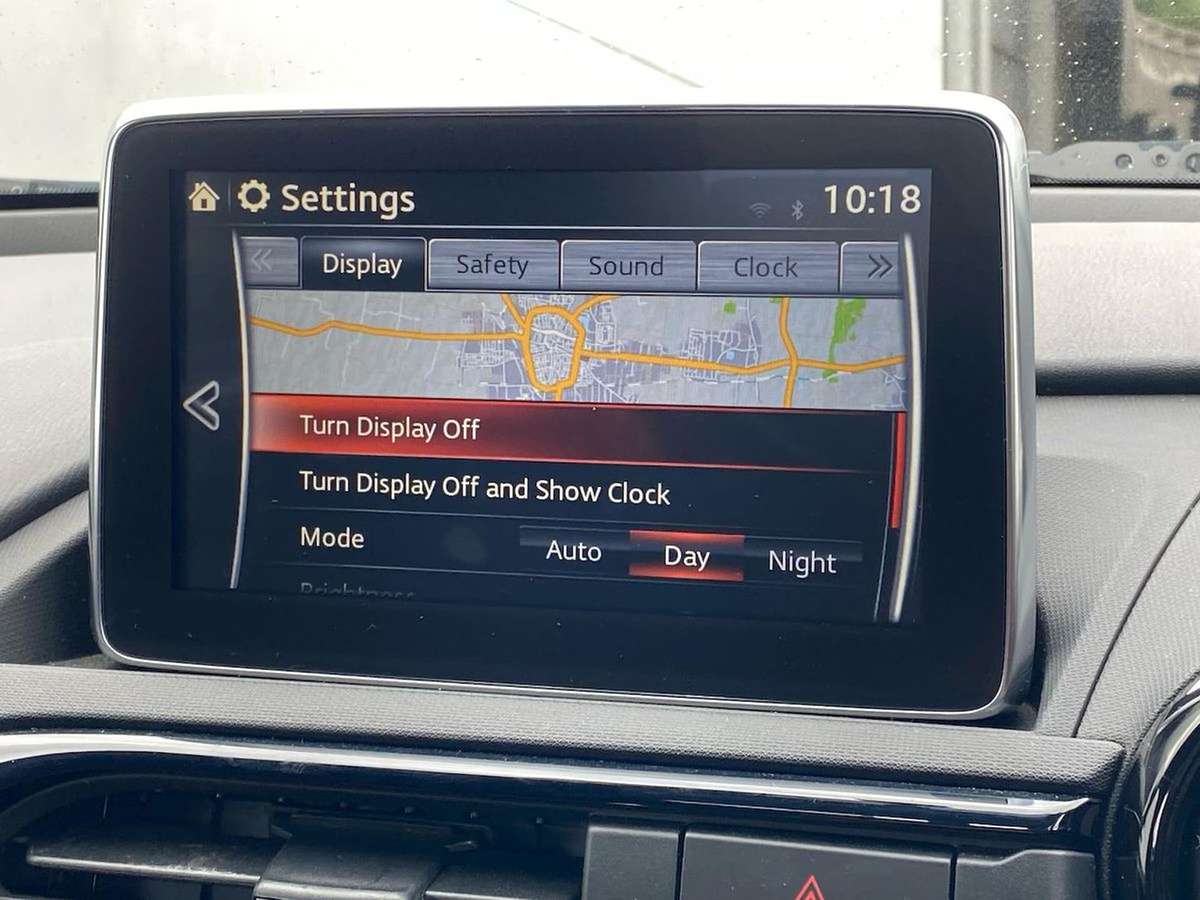 Settings 10:18
Display Safety Sound Clock
Turn Display Off
Turn Display Off and Show Clock
Mode Auto Day Night
Brightness